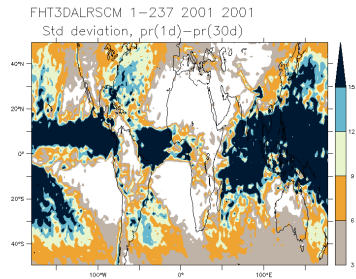 FHT3DALRSCM 1-237 2001 2001
Std deviation, pr(1d)-pr(30d)
40°N
20°N
0°
20°S
40°S
100°W
0°
100°E
15
12
9
6
3